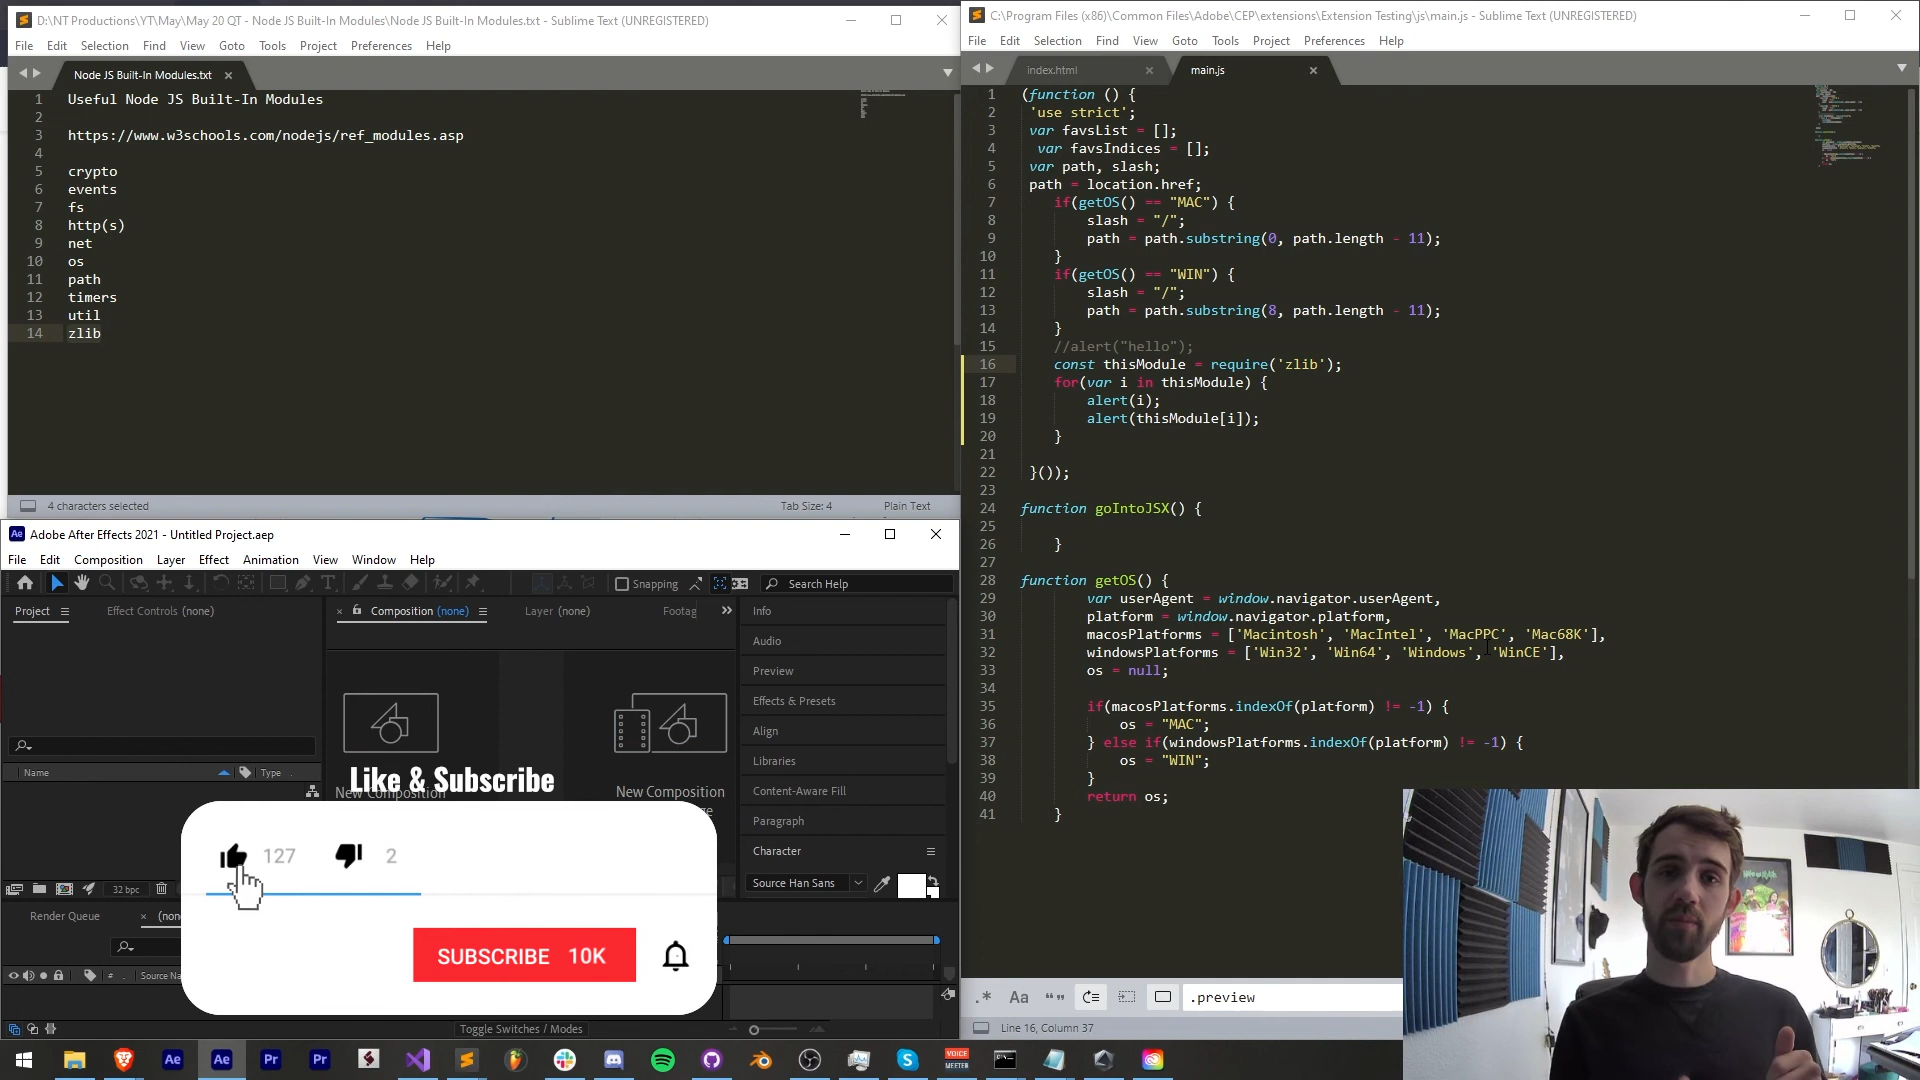 D:\NT Productions\YT\May\May 20 QT - Node JS Built-In Modules\Node JS Built-In Modules.txt - Sublime Text (UNREGISTERED)
File Edit Selection Find View Goto Tools Project Preferences Help
Node JS Built-In Modules.txt
1 Useful Node JS Built-In Modules
2
3 https://www.w3schools.com/nodejs/ref_modules.asp
4
5 crypto
6 events
7 fs
8 http(s)
9 net
10 os
11 path
12 timers
13 util
14 zlib
4 characters selected Tab Size: 4 Plain Text
C:\Program Files (x86)\Common Files\Adobe\CEP\extensions\Extension Testing\js\main.js - Sublime Text (UNREGISTERED)
File Edit Selection Find View Goto Tools Project Preferences Help
index.html main.js
1 (function () {
2 'use strict';
3 var favsList = [];
4 var favsIndices = [];
5 var path, slash;
6 path = location.href;
7 if(getOS() == "MAC") {
8 slash = "/";
9 path = path.substring(0, path.length - 11);
10 }
11 if(getOS() == "WIN") {
12 slash = "/";
13 path = path.substring(8, path.length - 11);
14 }
15 //alert("hello");
16 const thisModule = require('zlib');
17 for(var i in thisModule) {
18 alert(i);
19 alert(thisModule[i]);
20 }
21
22 }());
23
24 function goIntoJSX() {
25
26 }
27
28 function getOS() {
29 var userAgent = window.navigator.userAgent,
30 platform = window.navigator.platform,
31 macosPlatforms = ['Macintosh', 'MacIntel', 'MacPPC', 'Mac68K'],
32 windowsPlatforms = ['Win32', 'Win64', 'Windows', 'WinCE'],
33 os = null;
34
35 if(macosPlatforms.indexOf(platform) != -1) {
36 os = "MAC";
37 } else if(windowsPlatforms.indexOf(platform) != -1) {
38 os = "WIN";
39 }
40 return os;
41 }
.* Aa “” .preview
Line 16, Column 37
Ae Adobe After Effects 2021 - Untitled Project.aep
File Edit Composition Layer Effect Animation View Window Help
Snapping Search Help
Project Effect Controls (none) Composition (none) Layer (none) Footag
Info
Audio
Preview
Effects & Presets
Align
Libraries
Content-Aware Fill
Paragraph
Character
Source Han Sans
Name Type
New Composition New Composition
Like & Subscribe
127 2
SUBSCRIBE 10K
32 bpc
Render Queue (non
# Source Na
Toggle Switches / Modes
Ae Ae Pr Pr VOICE MEETER